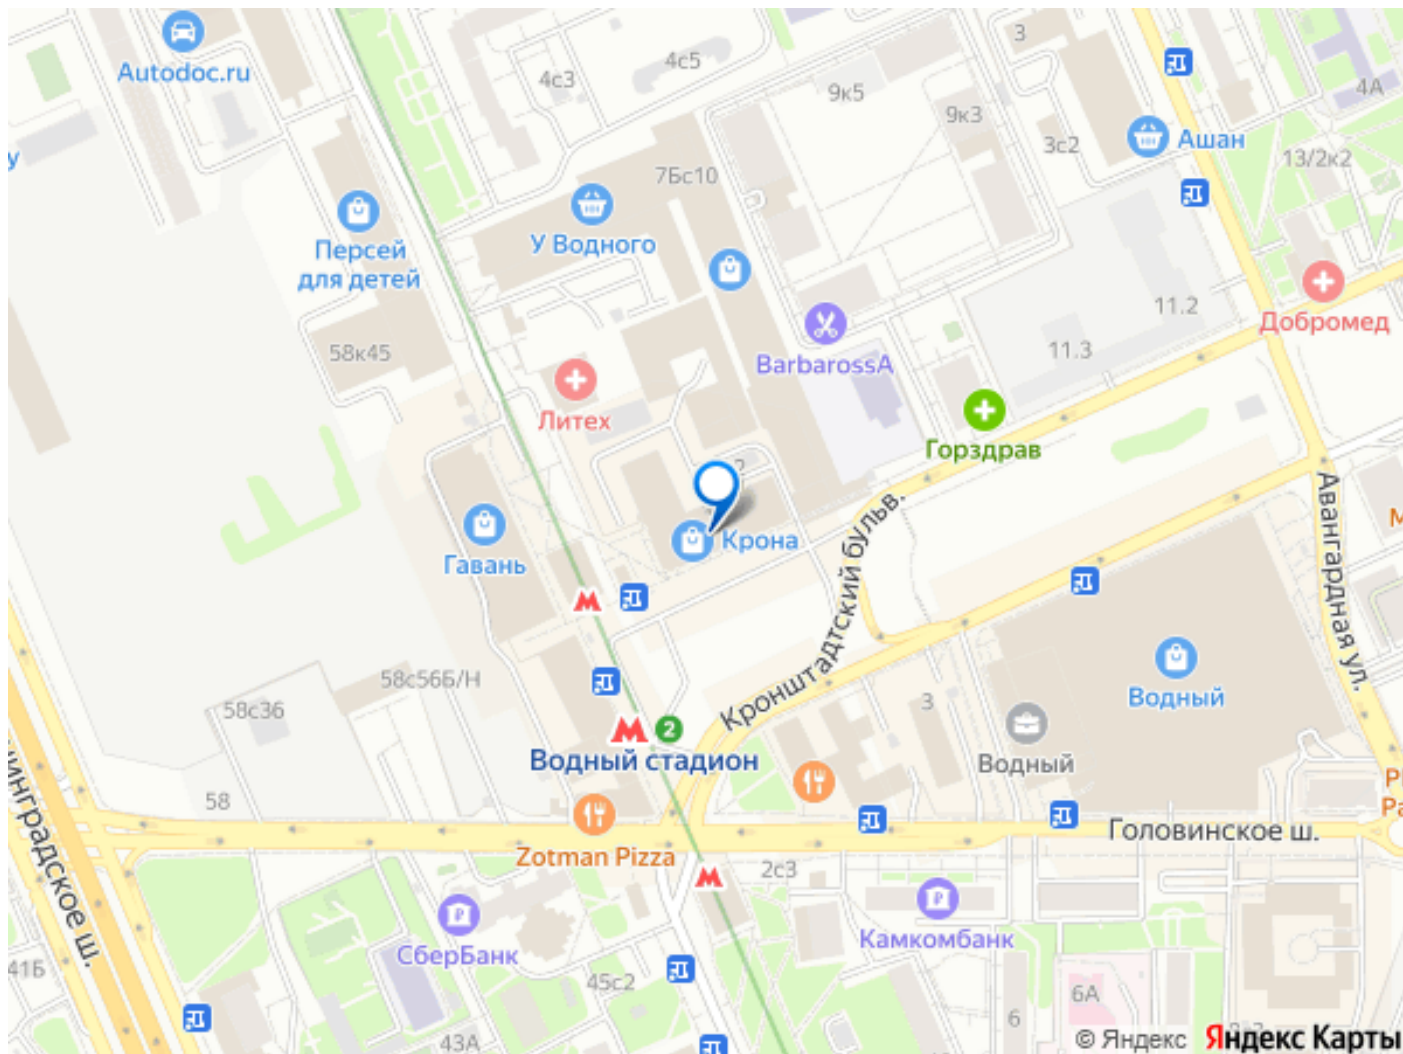 Autodoc.ru
4с3
4с5
3
9к5
9к3
4А
3с2
Ашан
13/2к2
7Бс10
У Водного
Персей
для детей
58к45
Литех
BarbarossA
11.2
11.3
Добромед
Горздрав
2
Гавань
Крона
Кронштадтский бульв.
Авангардная ул.
58с56Б/Н
58с36
3
Водный
Водный
2
Водный стадион
58
Zotman Pizza
Головинское ш.
2с3
СберБанк
Камкомбанк
41Б
45с2
43А
6
6А
© Яндекс Яндекс Карты